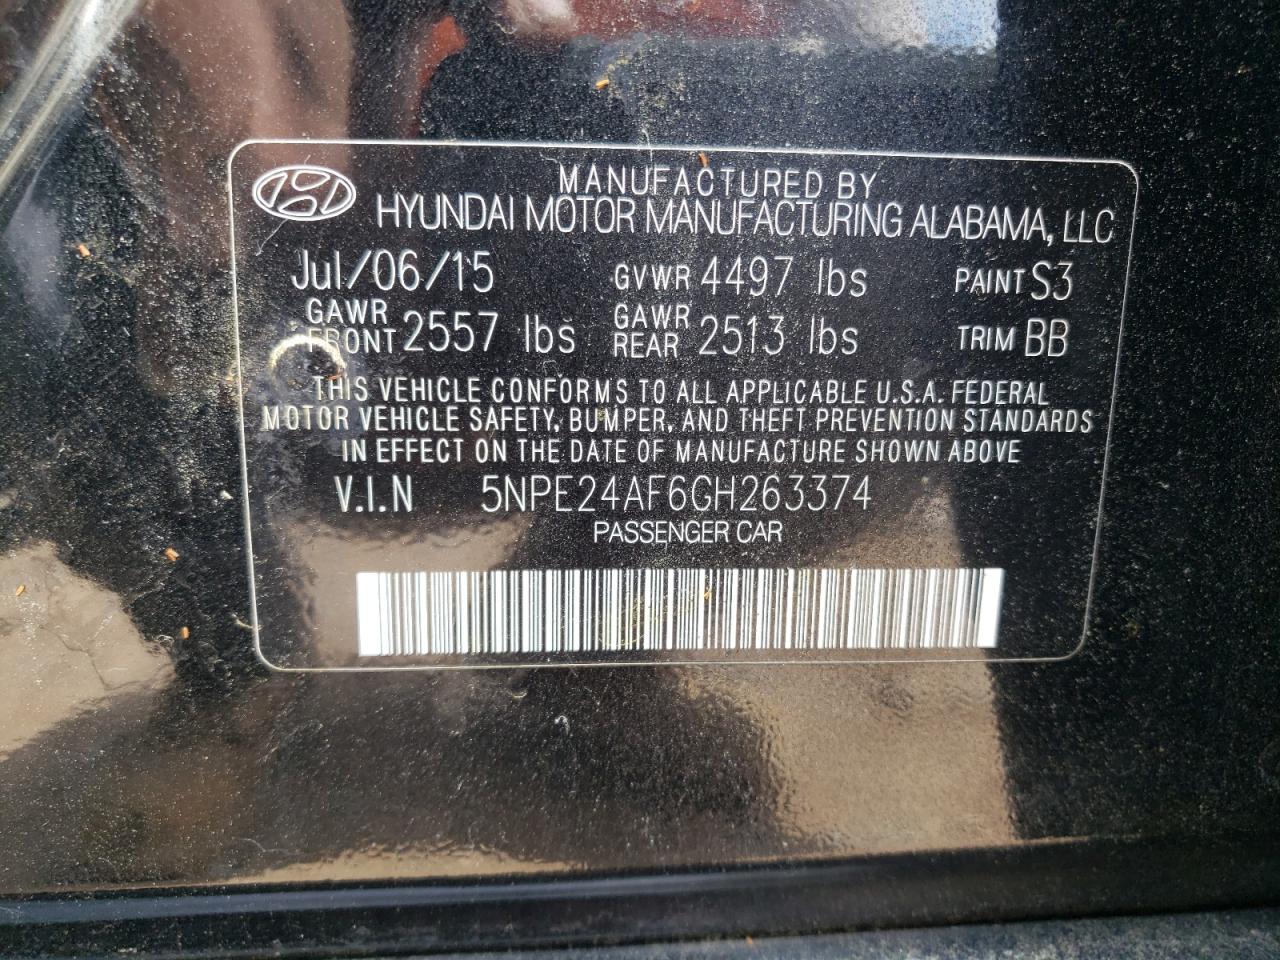 MANUFACTURED BY
HYUNDAI MOTOR MANUFACTURING ALABAMA, LLC
Jul/06/15 GVWR 4497 lbs PAINT S3
GAWR FRONT 2557 lbs GAWR REAR 2513 lbs TRIM BB
THIS VEHICLE CONFORMS TO ALL APPLICABLE U.S.A. FEDERAL
MOTOR VEHICLE SAFETY, BUMPER, AND THEFT PREVENTION STANDARDS
IN EFFECT ON THE DATE OF MANUFACTURE SHOWN ABOVE
V.I.N 5NPE24AF6GH263374
PASSENGER CAR